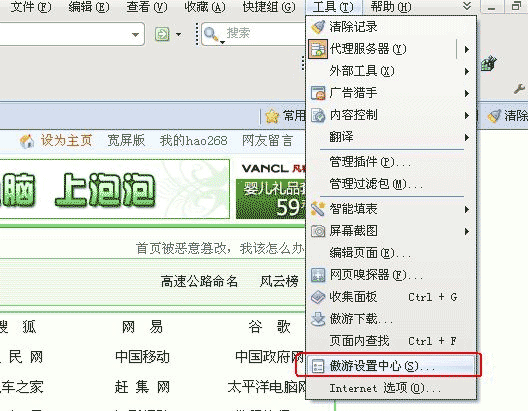 文件(F) 编辑(E) 查看(V) 收藏(A) 快捷组(G) 工具(T) 帮助(H)
搜索
清除记录
代理服务器(Y)
外部工具(X)
广告猎手
内容控制
翻译
管理插件(P)...
管理过滤包(M)...
智能填表
屏幕截图
编辑页面(E)...
网页嗅探器(F)...
收集面板 Ctrl + G
傲游下载...
页面内查找 Ctrl + F
傲游设置中心(S)...
Internet 选项(O)...
常用
清除
设为主页 宽屏版 我的hao268 网友留言
脑 上泡泡
VANCL 凡
婴儿礼品套
59
首页被恶意篡改，我该怎么办
高速公路命名 风云榜
搜 狐 网 易 谷 歌
民 网 中国移动 中国政府网
车之家 赶 集 网 太平洋电脑网